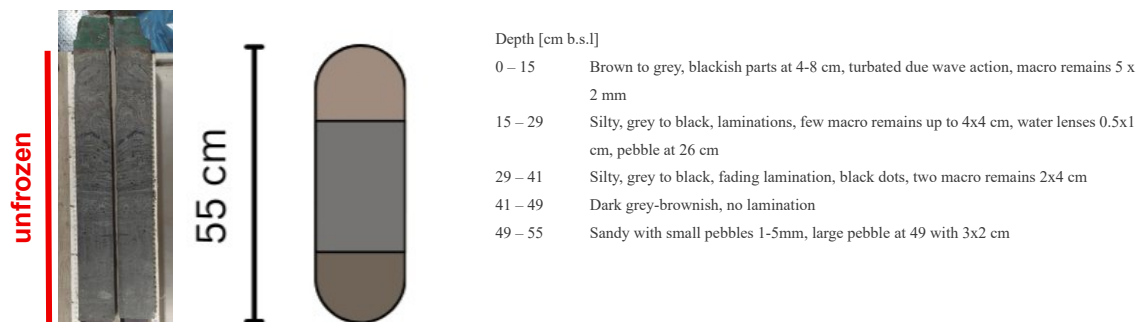 unfrozen
55 cm
Depth [cm b.s.l]
0 – 15 Brown to grey, blackish parts at 4-8 cm, turbated due wave action, macro remains 5 x
2 mm
15 – 29 Silty, grey to black, laminations, few macro remains up to 4x4 cm, water lenses 0.5x1
cm, pebble at 26 cm
29 – 41 Silty, grey to black, fading lamination, black dots, two macro remains 2x4 cm
41 – 49 Dark grey-brownish, no lamination
49 – 55 Sandy with small pebbles 1-5mm, large pebble at 49 with 3x2 cm